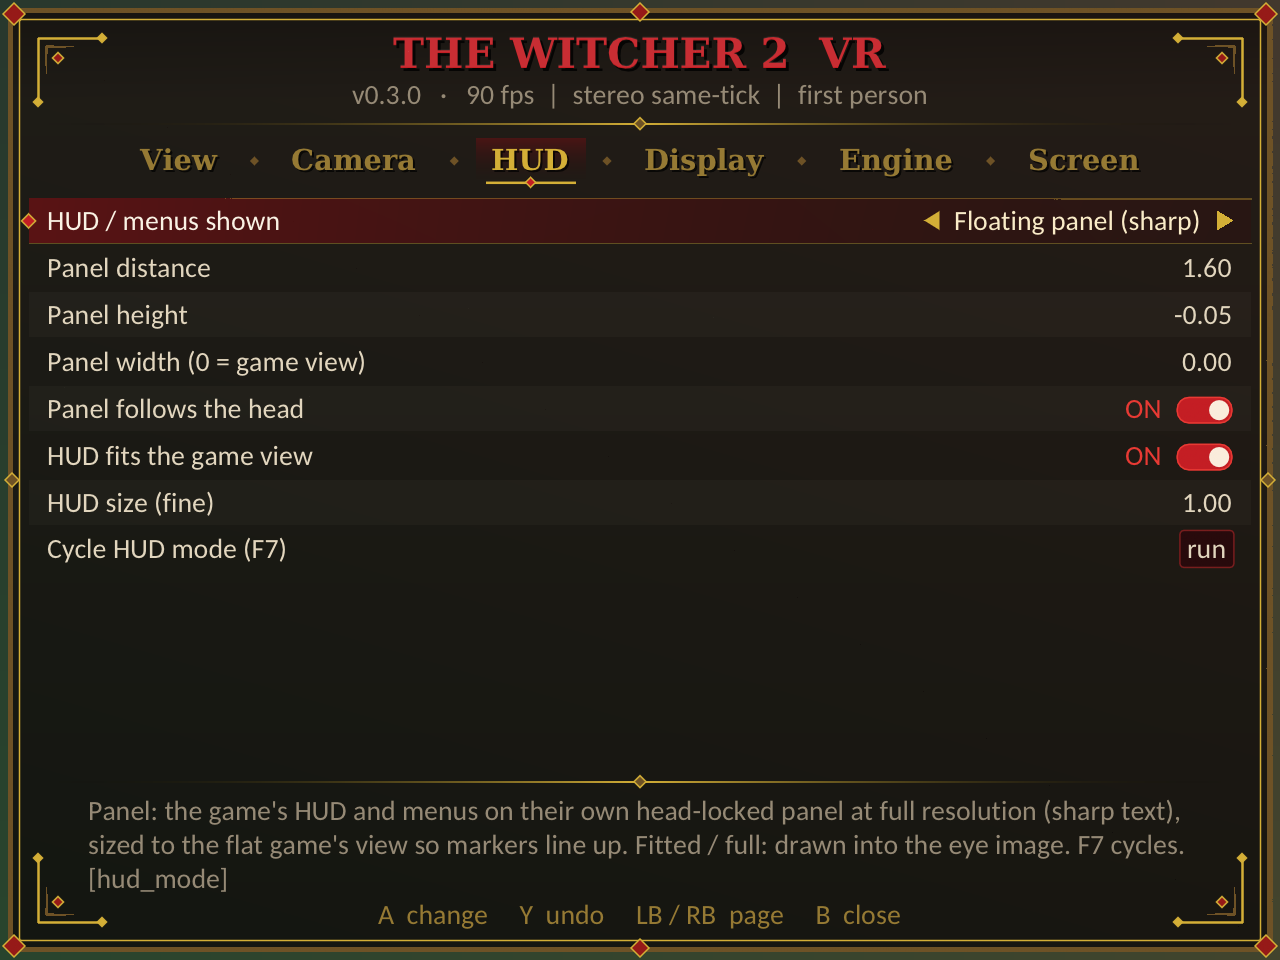 THE WITCHER 2 VR
v0.3.0 · 90 fps | stereo same-tick | first person
View Camera HUD Display Engine Screen
HUD / menus shown Floating panel (sharp)
Panel distance 1.60
Panel height -0.05
Panel width (0 = game view) 0.00
Panel follows the head ON
HUD fits the game view ON
HUD size (fine) 1.00
Cycle HUD mode (F7) run
Panel: the game's HUD and menus on their own head-locked panel at full resolution (sharp text),
sized to the flat game's view so markers line up. Fitted / full: drawn into the eye image. F7 cycles.
[hud_mode]
A change Y undo LB / RB page B close